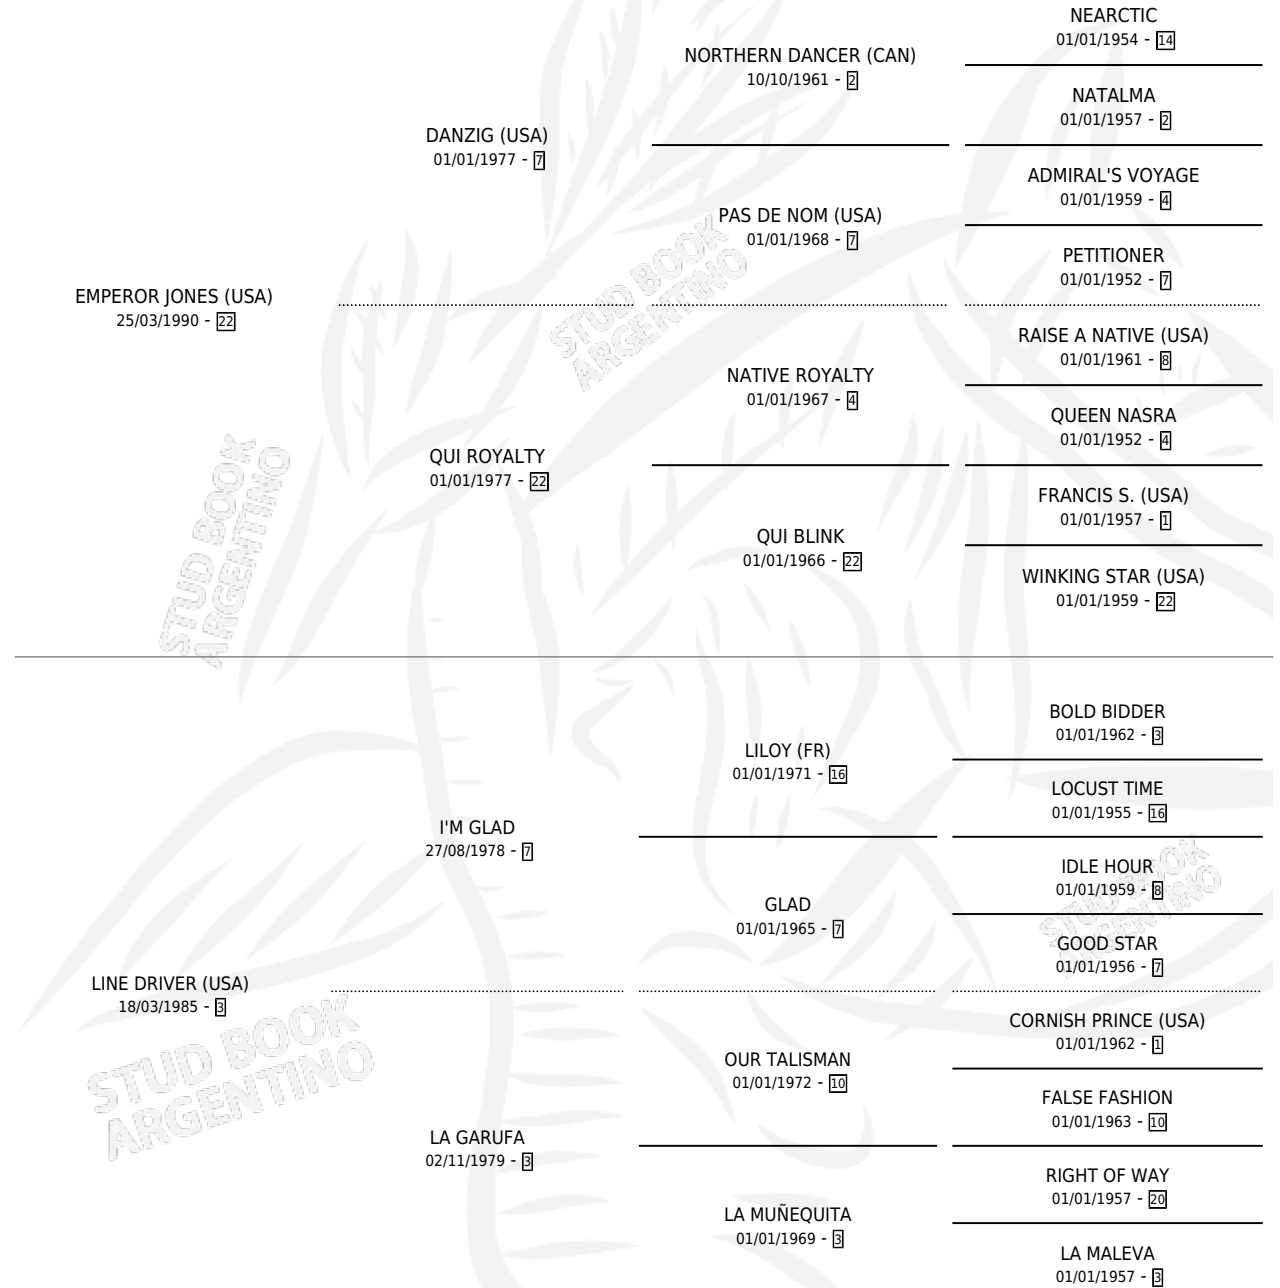 NEARCTIC
01/01/1954 - 14
NORTHERN DANCER (CAN)
10/10/1961 - 2
NATALMA
01/01/1957 - 2
DANZIG (USA)
01/01/1977 - 7
ADMIRAL'S VOYAGE
01/01/1959 - 4
PAS DE NOM (USA)
01/01/1968 - 7
PETITIONER
01/01/1952 - 7
EMPEROR JONES (USA)
25/03/1990 - 22
RAISE A NATIVE (USA)
01/01/1961 - 8
NATIVE ROYALTY
01/01/1967 - 4
QUEEN NASRA
01/01/1952 - 4
QUI ROYALTY
01/01/1977 - 22
FRANCIS S. (USA)
01/01/1957 - 1
QUI BLINK
01/01/1966 - 22
WINKING STAR (USA)
01/01/1959 - 22
STUD BOOK
ARGENTINO
STUD BOOK
ARGENTINO
BOLD BIDDER
01/01/1962 - 3
LILOY (FR)
01/01/1971 - 16
LOCUST TIME
01/01/1955 - 16
I'M GLAD
27/08/1978 - 7
IDLE HOUR
01/01/1959 - 8
GLAD
01/01/1965 - 7
GOOD STAR
01/01/1956 - 7
STUD BOOK
ARGENTINO
LINE DRIVER (USA)
18/03/1985 - 3
CORNISH PRINCE (USA)
01/01/1962 - 1
OUR TALISMAN
01/01/1972 - 10
FALSE FASHION
01/01/1963 - 10
LA GARUFA
02/11/1979 - 3
RIGHT OF WAY
01/01/1957 - 20
LA MUÑEQUITA
01/01/1969 - 3
LA MALEVA
01/01/1957 - 3
STUD BOOK
ARGENTINO